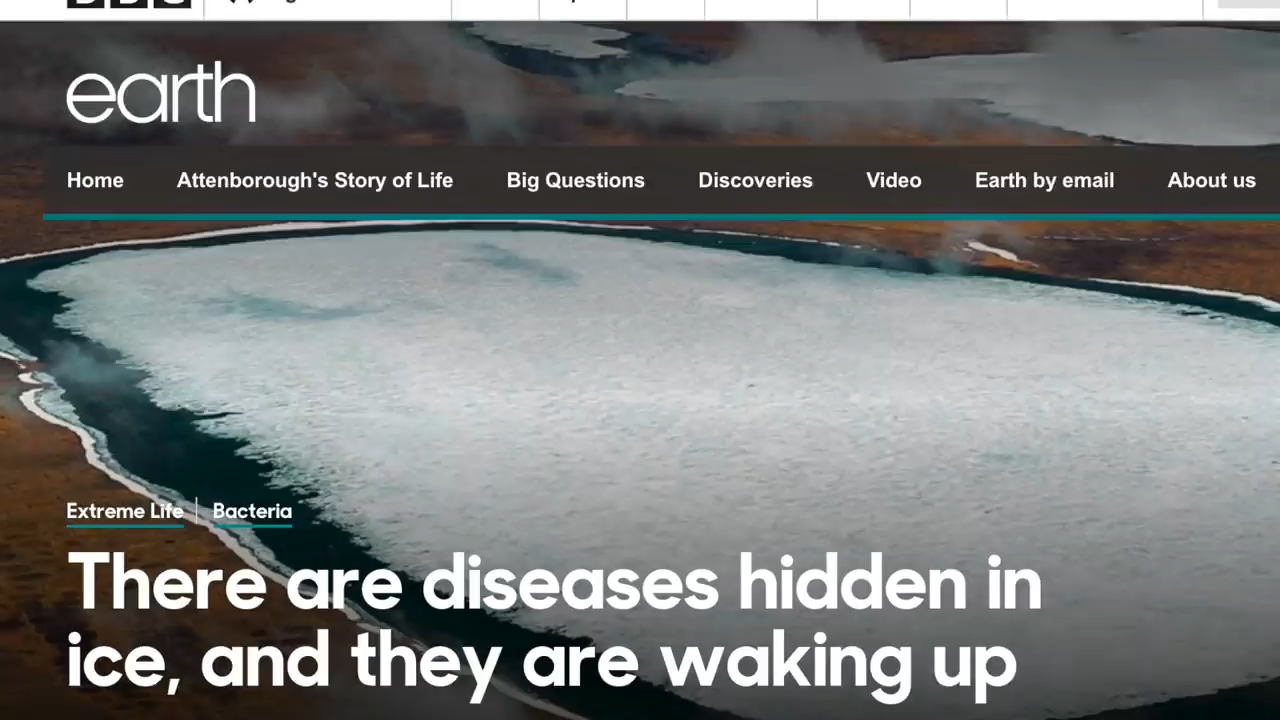 earth
Home Attenborough's Story of Life Big Questions Discoveries Video Earth by email About us
Extreme Life Bacteria
There are diseases hidden in
ice, and they are waking up